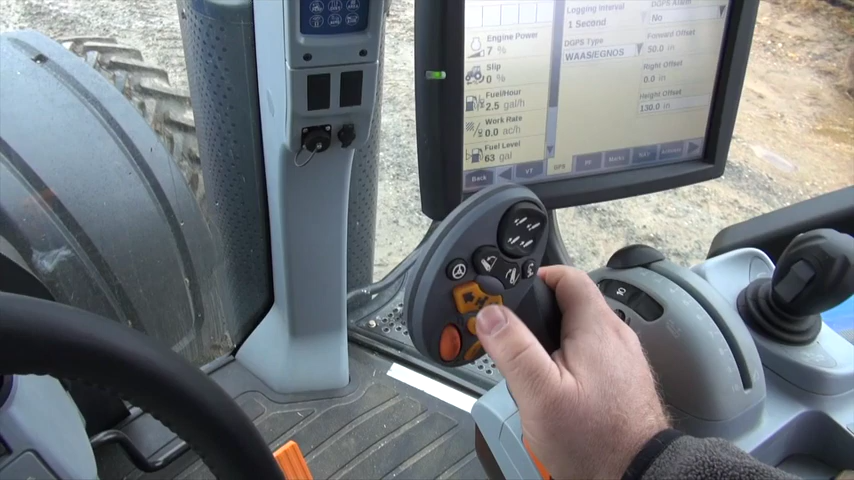 Engine Power
7 %
Slip
0 %
Fuel/Hour
2.5 gal/h
Work Rate
0.0 ac/h
Fuel Level
63 gal
Logging Interval
1 Second
DGPS Type
WAAS/EGNOS
DGPS Alarm
No
Forward Offset
50.0 in
Right Offset
0.0 in
Height Offset
130.0 in
Back
VT
GPS